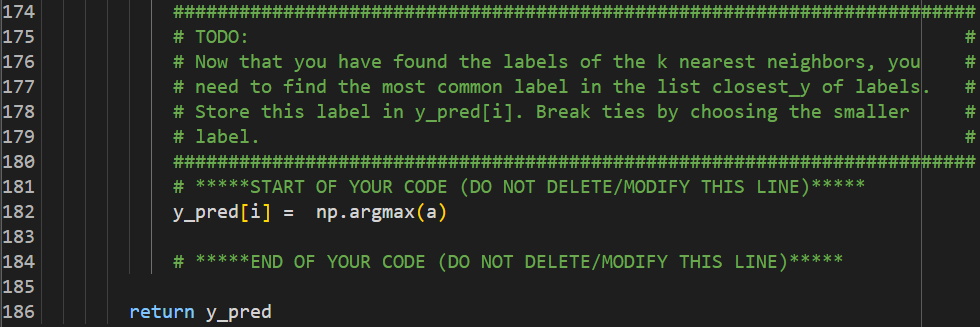 174 #########################################################################
175 # TODO: #
176 # Now that you have found the labels of the k nearest neighbors, you #
177 # need to find the most common label in the list closest_y of labels. #
178 # Store this label in y_pred[i]. Break ties by choosing the smaller #
179 # label. #
180 #########################################################################
181 # *****START OF YOUR CODE (DO NOT DELETE/MODIFY THIS LINE)*****
182 y_pred[i] =  np.argmax(a)
183
184 # *****END OF YOUR CODE (DO NOT DELETE/MODIFY THIS LINE)*****
185
186 return y_pred